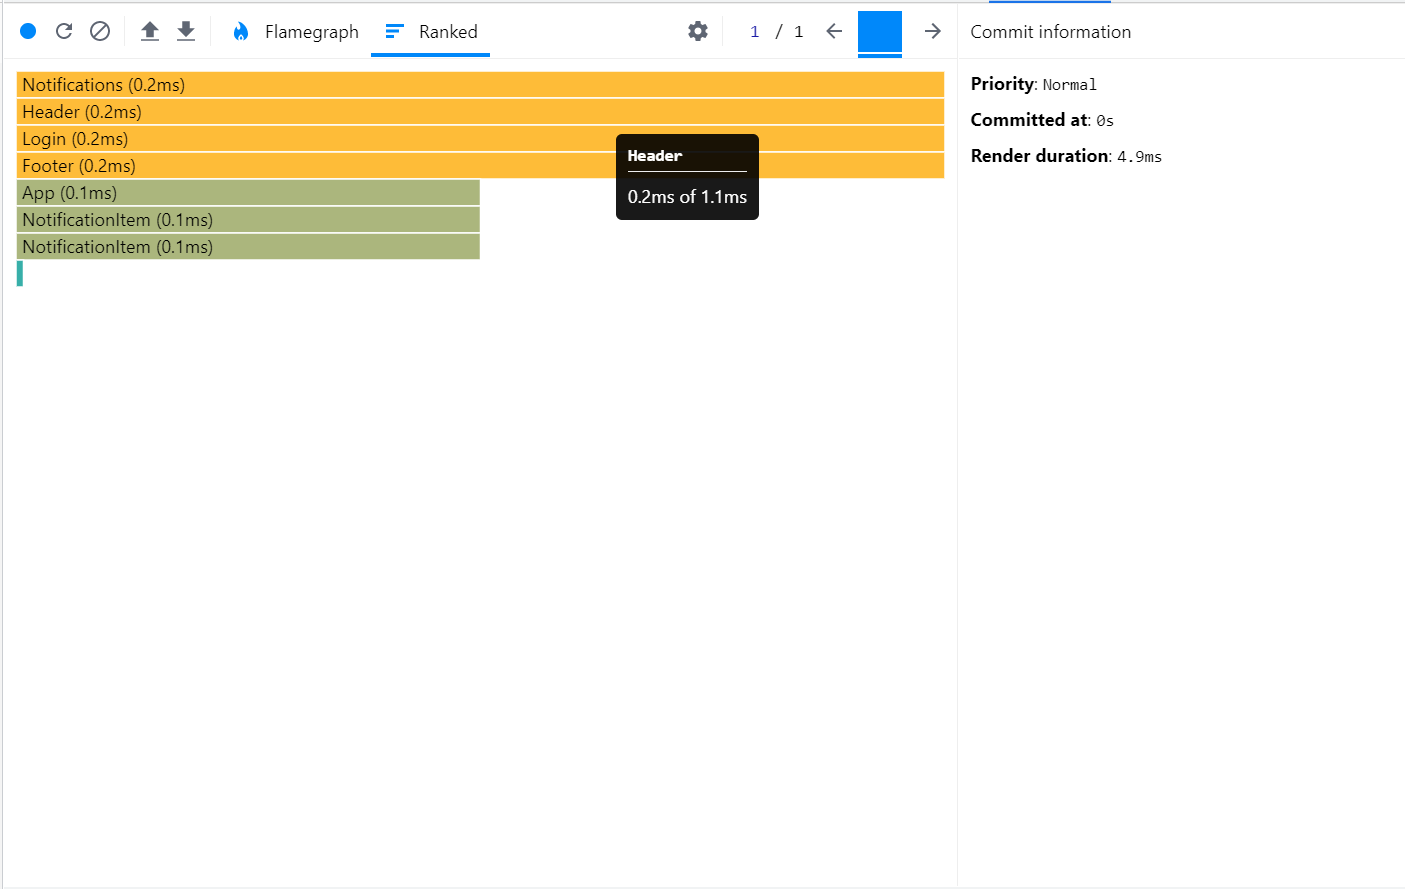 Flamegraph Ranked 1 / 1 Commit information
Notifications (0.2ms)
Header (0.2ms)
Login (0.2ms)
Footer (0.2ms)
App (0.1ms)
NotificationItem (0.1ms)
NotificationItem (0.1ms)
Header
0.2ms of 1.1ms
Priority: Normal
Committed at: 0s
Render duration: 4.9ms